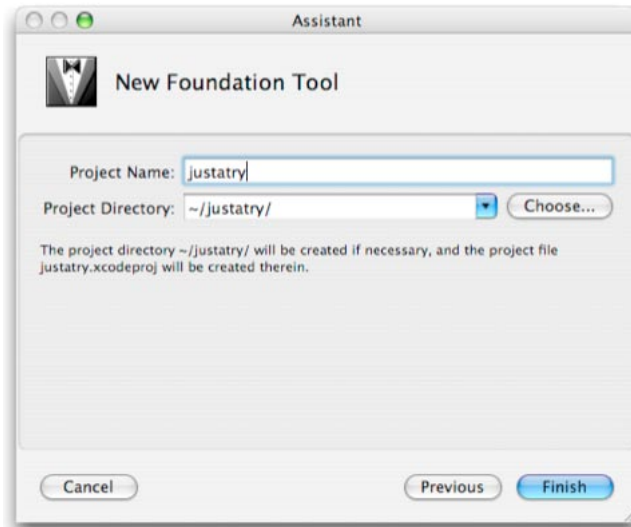 Assistant
New Foundation Tool
Project Name: justatry
Project Directory: ~/justatry/ Choose...
The project directory ~/justatry/ will be created if necessary, and the project file
justatry.xcodeproj will be created therein.
Cancel Previous Finish